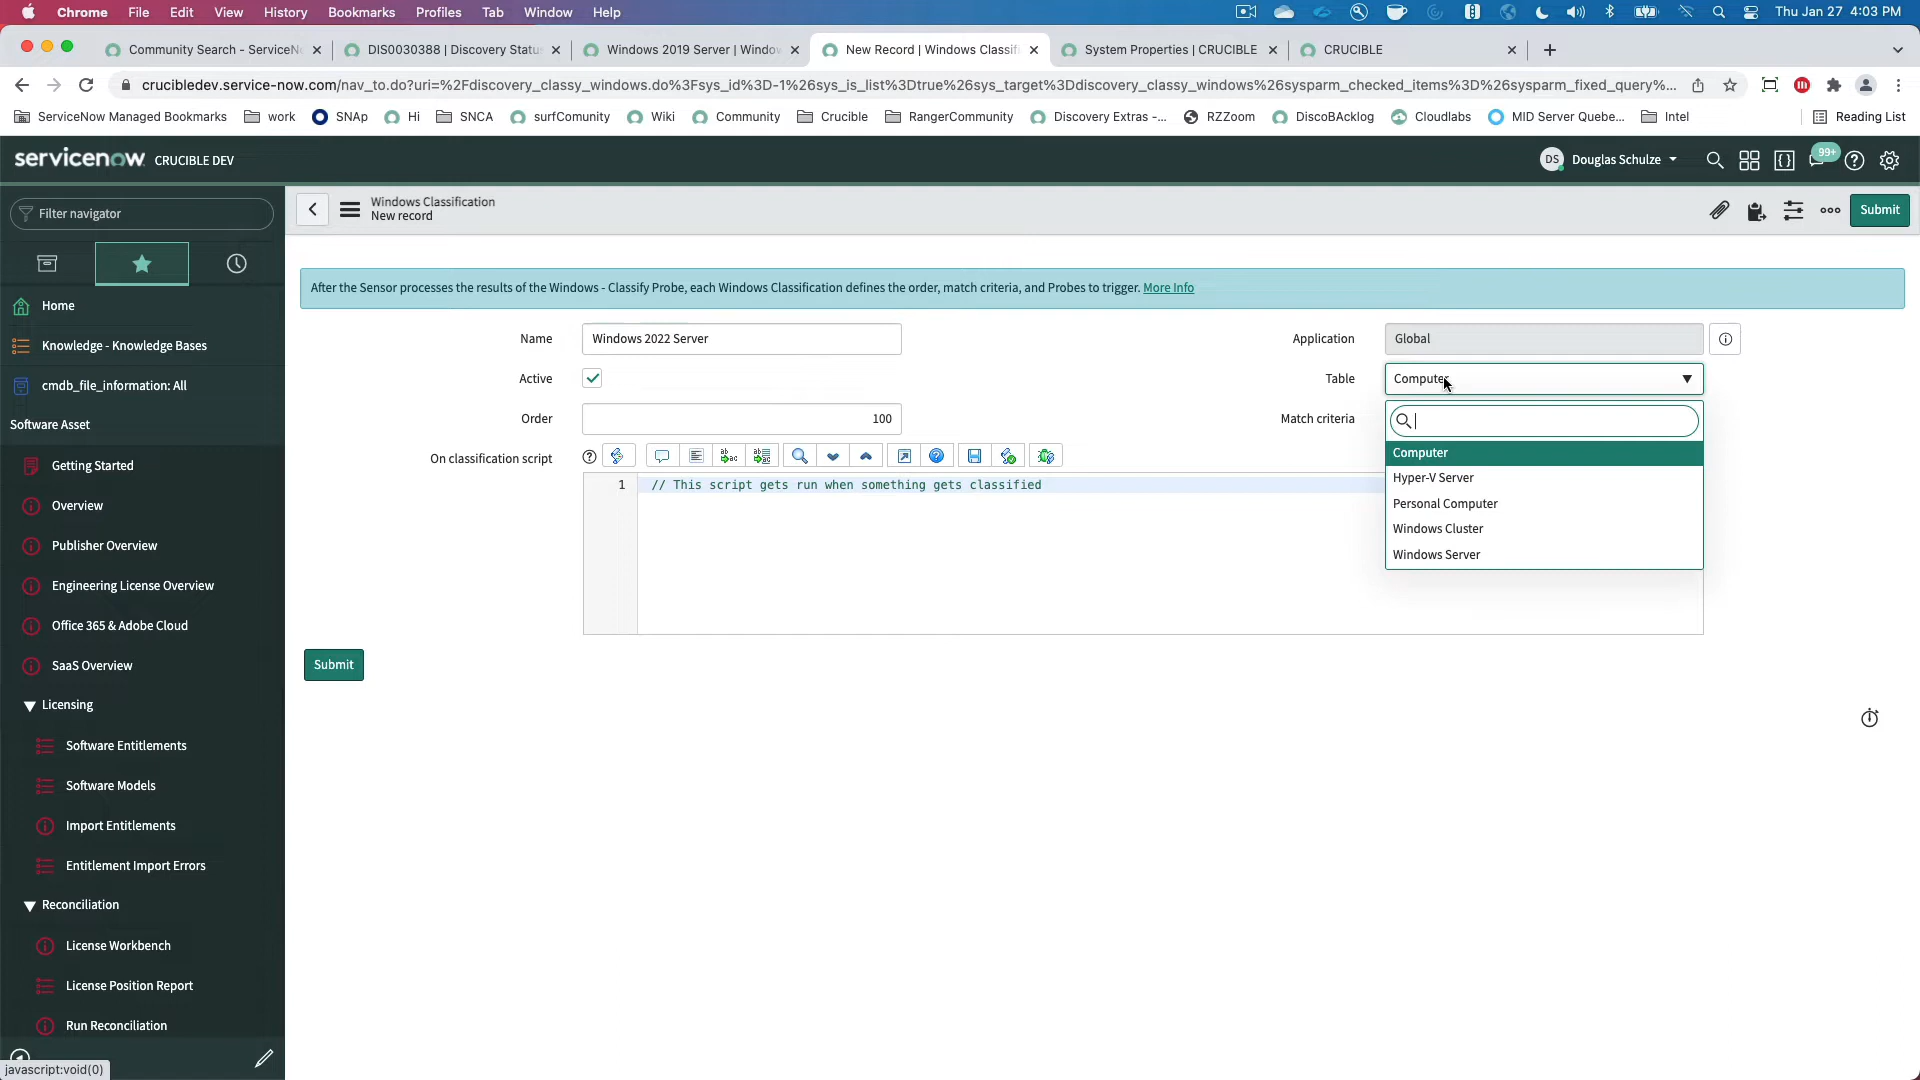 Chrome File Edit View History Bookmarks Profiles Tab Window Help Thu Jan 27 4:03 PM
Community Search - ServiceN DIS0030388 | Discovery Status Windows 2019 Server | Window New Record | Windows Classifi System Properties | CRUCIBLE CRUCIBLE
crucibledev.service-now.com/nav_to.do?uri=%2Fdiscovery_classy_windows.do%3Fsys_id%3D-1%26sys_is_list%3Dtrue%26sys_target%3Ddiscovery_classy_windows%26sysparm_checked_items%3D%26sysparm_fixed_query%...
ServiceNow Managed Bookmarks work SNAp Hi SNCA surfComunity Wiki Community Crucible RangerCommunity Discovery Extras -... RZZoom DiscoBAcklog Cloudlabs MID Server Quebe... Intel Reading List
servicenow CRUCIBLE DEV DS Douglas Schulze 99+
Filter navigator
Windows Classification
New record
Submit
After the Sensor processes the results of the Windows - Classify Probe, each Windows Classification defines the order, match criteria, and Probes to trigger. More Info
Name Windows 2022 Server Application Global
Active Table Computer
Order 100 Match criteria
On classification script
1 // This script gets run when something gets classified
Computer
Hyper-V Server
Personal Computer
Windows Cluster
Windows Server
Submit
Home
Knowledge - Knowledge Bases
cmdb_file_information: All
Software Asset
Getting Started
Overview
Publisher Overview
Engineering License Overview
Office 365 & Adobe Cloud
SaaS Overview
Licensing
Software Entitlements
Software Models
Import Entitlements
Entitlement Import Errors
Reconciliation
License Workbench
License Position Report
Run Reconciliation
javascript:void(0)